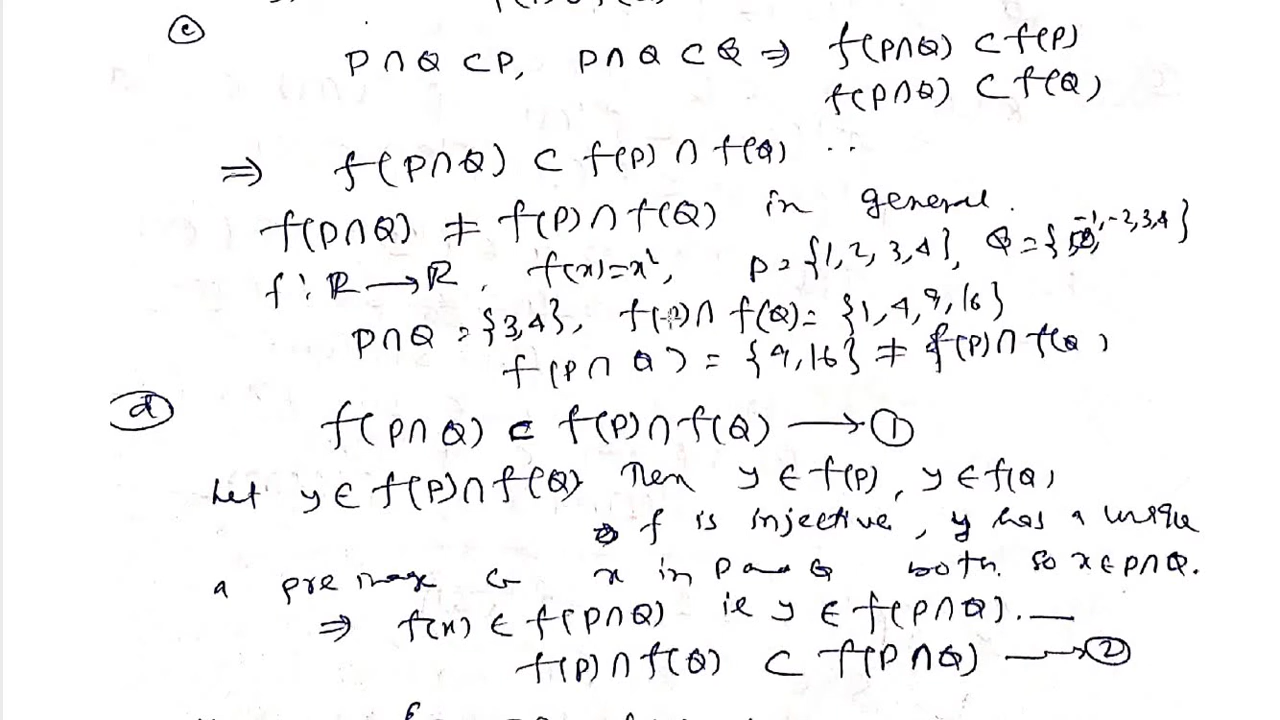 (c)
P∩Q ⊂ P, P∩Q ⊂ Q ⇒ f(P∩Q) ⊂ f(P)
f(P∩Q) ⊂ f(Q)
⇒ f(P∩Q) ⊂ f(P) ∩ f(Q) ..
f(P∩Q) ≠ f(P)∩f(Q) in general.
f: ℝ → ℝ, f(x)=x², P = {1, 2, 3, 4}, Q = {-1, -2, 3, 4}
P∩Q = {3,4}, f(P)∩ f(Q) = {1, 4, 9, 16}
f(P∩Q) = {9, 16} ≠ f(P)∩f(Q)
(d)
f(P∩Q) ⊂ f(P)∩f(Q) → ①
Let y ∈ f(P)∩f(Q) Then y ∈ f(P), y ∈ f(Q)
f is injective, y has a unique
a pre image x in P and Q both. So x ∈ P∩Q.
⇒ f(x) ∈ f(P∩Q) ie y ∈ f(P∩Q). —
f(P)∩f(Q) ⊂ f(P∩Q) → ②